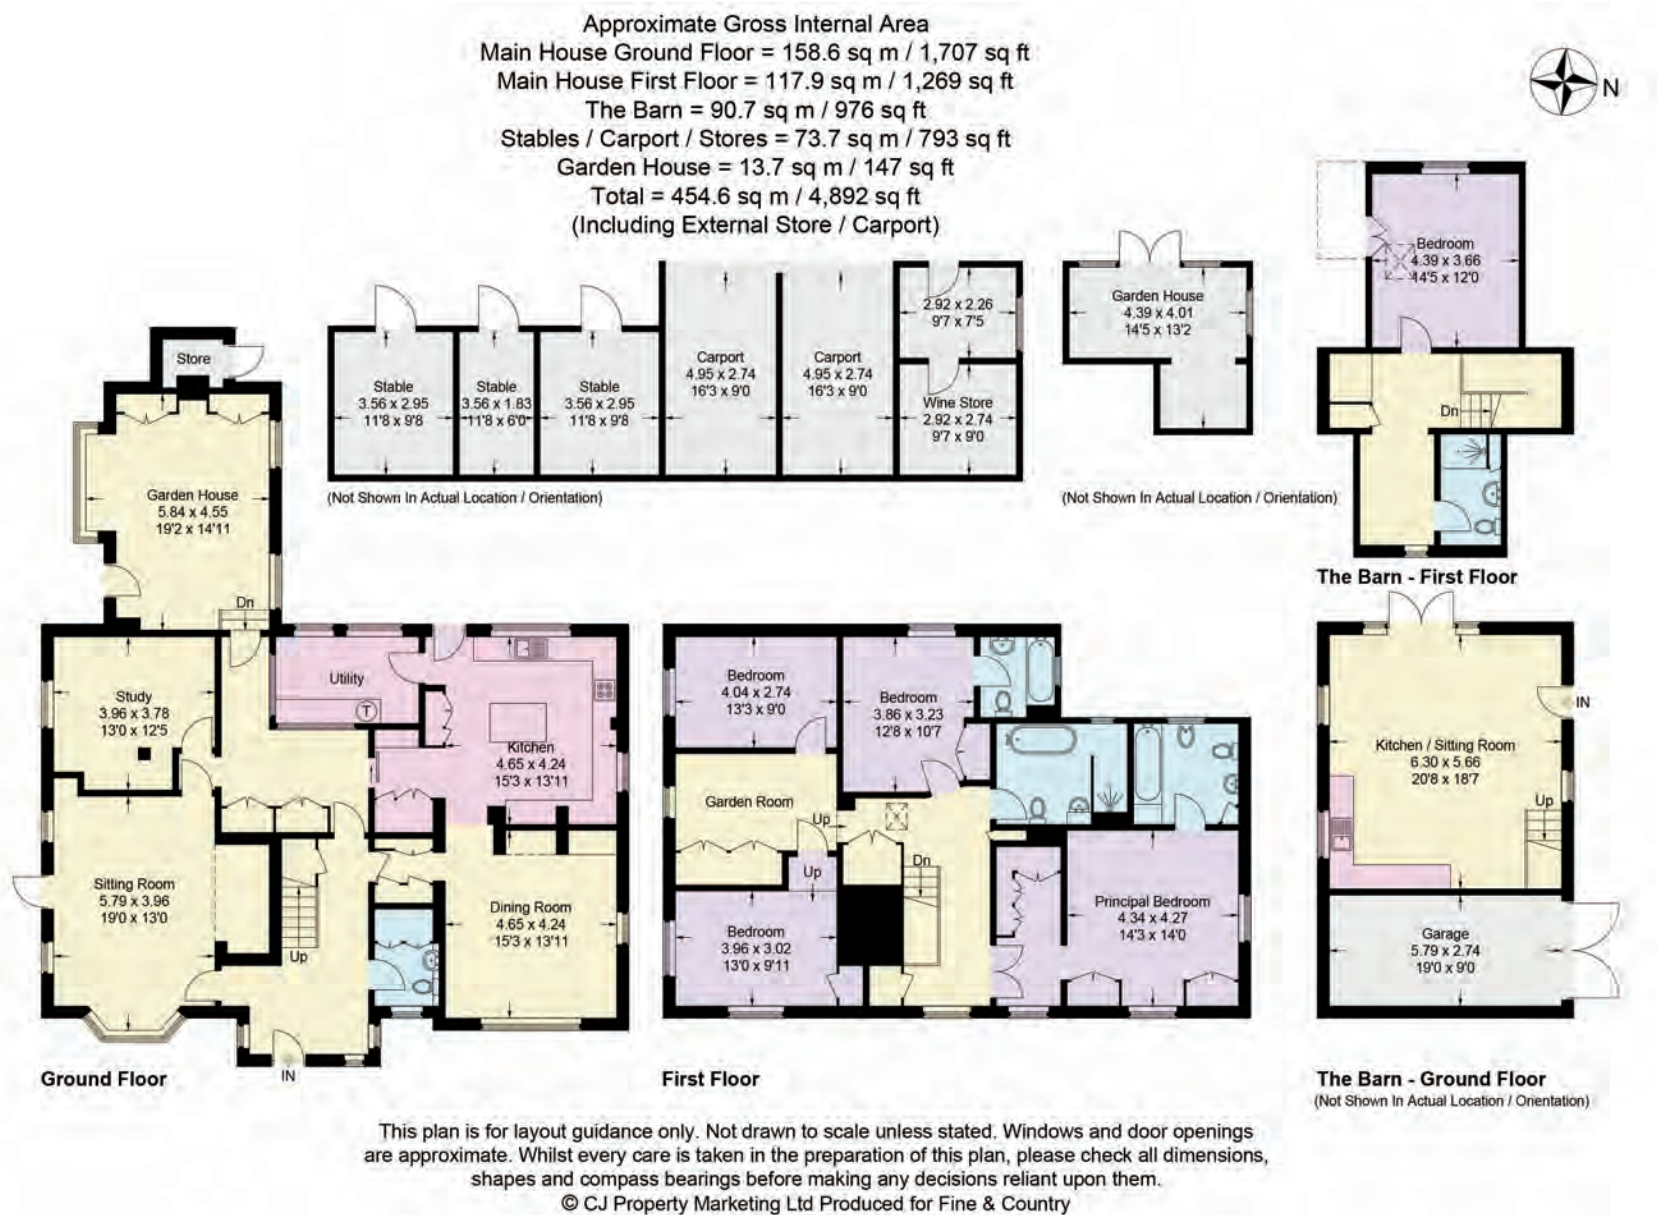 Approximate Gross Internal Area
Main House Ground Floor = 158.6 sq m / 1,707 sq ft
Main House First Floor = 117.9 sq m / 1,269 sq ft
The Barn = 90.7 sq m / 976 sq ft
Stables / Carport / Stores = 73.7 sq m / 793 sq ft
Garden House = 13.7 sq m / 147 sq ft
Total = 454.6 sq m / 4,892 sq ft
(Including External Store / Carport)
N
Stable
3.56 x 2.95
11'8 x 9'8
Stable
3.56 x 1.83
11'8 x 6'0
Stable
3.56 x 2.95
11'8 x 9'8
Carport
4.95 x 2.74
16'3 x 9'0
Carport
4.95 x 2.74
16'3 x 9'0
2.92 x 2.26
9'7 x 7'5
Wine Store
2.92 x 2.74
9'7 x 9'0
(Not Shown In Actual Location / Orientation)
Garden House
4.39 x 4.01
14'5 x 13'2
(Not Shown In Actual Location / Orientation)
Bedroom
4.39 x 3.66
14'5 x 12'0
Dn
The Barn - First Floor
Store
Garden House
5.84 x 4.55
19'2 x 14'11
Dn
Study
3.96 x 3.78
13'0 x 12'5
Utility
T
Kitchen
4.65 x 4.24
15'3 x 13'11
Sitting Room
5.79 x 3.96
19'0 x 13'0
Up
Dining Room
4.65 x 4.24
15'3 x 13'11
IN
Ground Floor
Bedroom
4.04 x 2.74
13'3 x 9'0
Bedroom
3.86 x 3.23
12'8 x 10'7
Garden Room
Up
Up
Dn
Bedroom
3.96 x 3.02
13'0 x 9'11
Principal Bedroom
4.34 x 4.27
14'3 x 14'0
First Floor
IN
Kitchen / Sitting Room
6.30 x 5.66
20'8 x 18'7
Up
Garage
5.79 x 2.74
19'0 x 9'0
The Barn - Ground Floor
(Not Shown In Actual Location / Orientation)
This plan is for layout guidance only. Not drawn to scale unless stated. Windows and door openings
are approximate. Whilst every care is taken in the preparation of this plan, please check all dimensions,
shapes and compass bearings before making any decisions reliant upon them.
© CJ Property Marketing Ltd Produced for Fine & Country